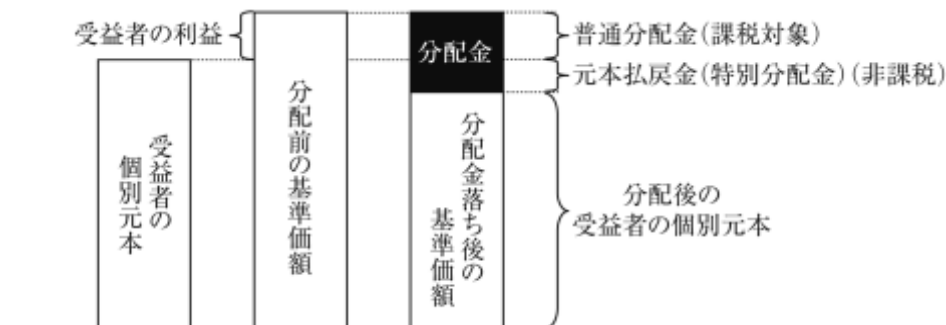 受益者の利益
受益者の
個別元本
分配前の基準価額
分配金
分配金落ち後の
基準価額
普通分配金(課税対象)
元本払戻金(特別分配金)(非課税)
分配後の
受益者の個別元本